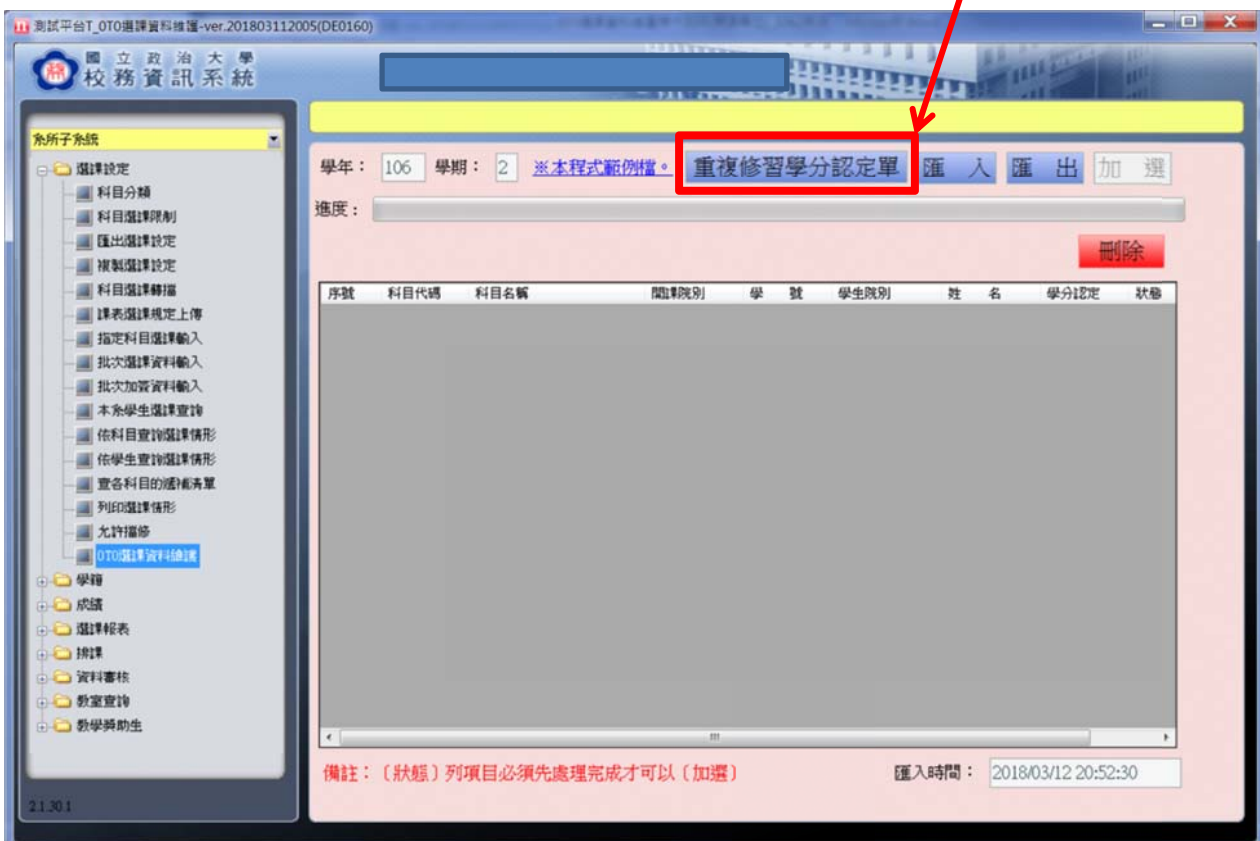 測試平台T_OTO選課資料維護-ver.201803112005(DE0160)
國立政治大學
校務資訊系統
系所子系統
選課設定
科目分類
科目選課限制
匯出選課設定
複製選課設定
科目選課轉擋
課表選課規定上傳
指定科目選課輸入
批次選課資料輸入
批次加簽資料輸入
本系學生選課查詢
依科目查詢選課情形
依學生查詢選課情形
查各科目的遞補清單
列印選課情形
允許擋修
OTO選課資料維護
學籍
成績
選課報表
排課
資料審核
教室查詢
教學獎助生
2.1.30.1
學年： 106 學期： 2 ※本程式範例檔。 重複修習學分認定單 匯 入 匯 出 加 選
進度：
刪除
序號 科目代碼 科目名稱 開課院別 學 號 學生院別 姓 名 學分認定 狀態
備註：〔狀態〕列項目必須先處理完成才可以〔加選〕 匯入時間： 2018/03/12 20:52:30